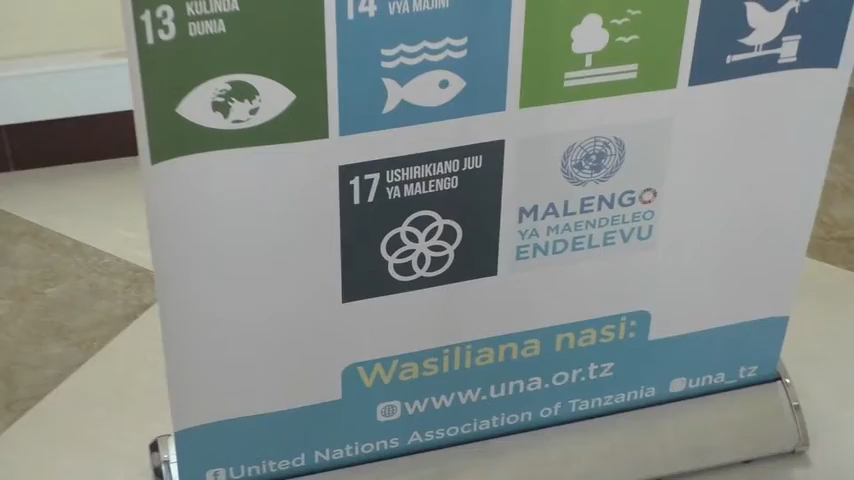 13 KULINDA
DUNIA
14
VYA MAJINI
17 USHIRIKIANO JUU
YA MALENGO
MALENGO
YA MAENDELEO
ENDELEVU
Wasiliana nasi:
www.una.or.tz
United Nations Association of Tanzania
una_tz